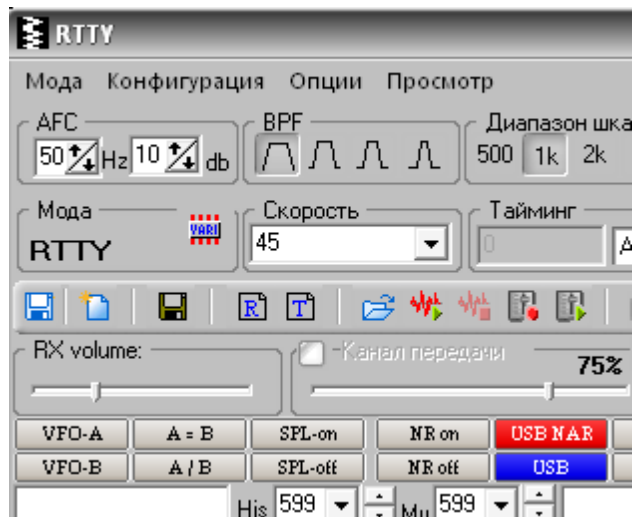 RTTY
Мода Конфигурация Опции Просмотр
AFC BPF Диапазон шка
50 Hz 10 db 500 1k 2k
Мода Скорость Тайминг
RTTY VARI 45 0 A
R T
RX volume: Канал передачи 75%
VFO-A A = B SPL-on NR on USB NAR
VFO-B A / B SPL-off NR off USB
His 599 Mу 599